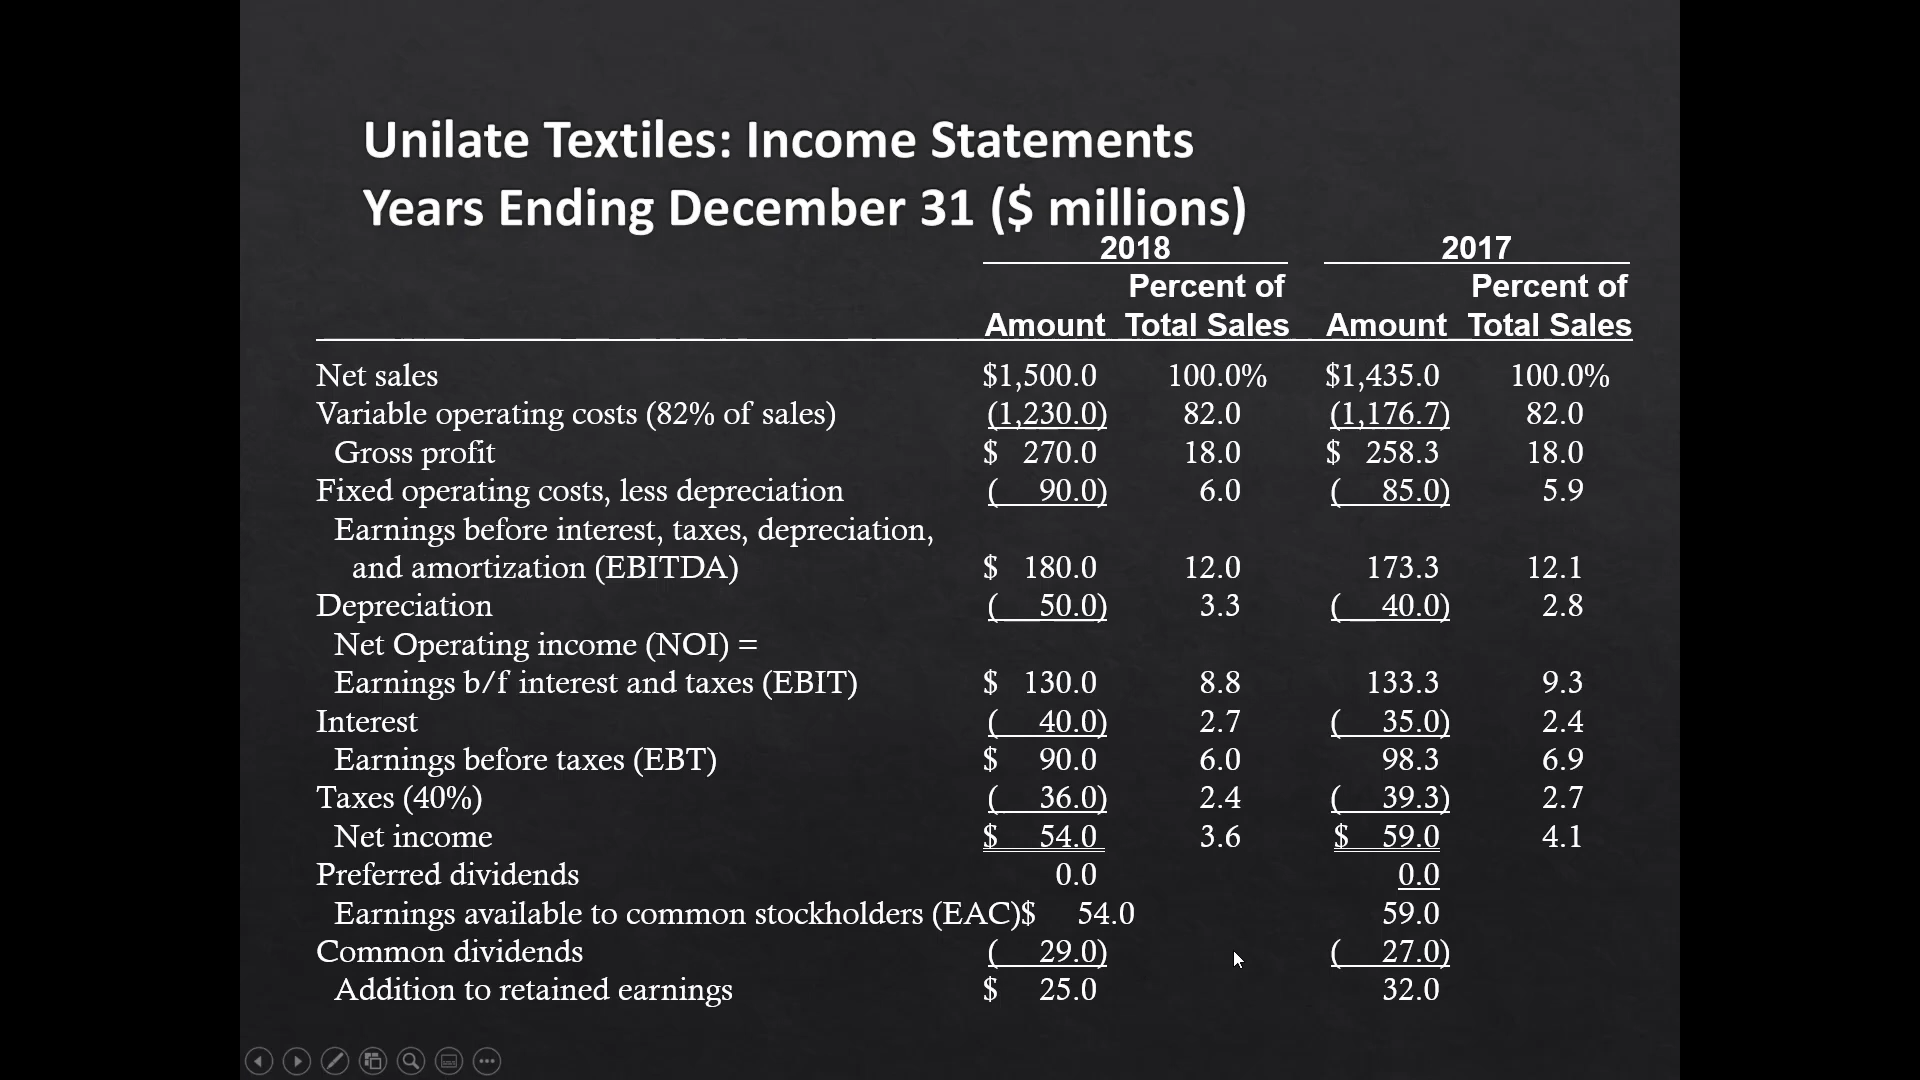 Unilate Textiles: Income Statements
Years Ending December 31 ($ millions)
2018 2017
Percent of Percent of
Amount Total Sales Amount Total Sales
Net sales $1,500.0 100.0% $1,435.0 100.0%
Variable operating costs (82% of sales) (1,230.0) 82.0 (1,176.7) 82.0
Gross profit $ 270.0 18.0 $ 258.3 18.0
Fixed operating costs, less depreciation ( 90.0) 6.0 ( 85.0) 5.9
Earnings before interest, taxes, depreciation,
and amortization (EBITDA) $ 180.0 12.0 173.3 12.1
Depreciation ( 50.0) 3.3 ( 40.0) 2.8
Net Operating income (NOI) =
Earnings b/f interest and taxes (EBIT) $ 130.0 8.8 133.3 9.3
Interest ( 40.0) 2.7 ( 35.0) 2.4
Earnings before taxes (EBT) $ 90.0 6.0 98.3 6.9
Taxes (40%) ( 36.0) 2.4 ( 39.3) 2.7
Net income $ 54.0 3.6 $ 59.0 4.1
Preferred dividends 0.0 0.0
Earnings available to common stockholders (EAC)$ 54.0 59.0
Common dividends ( 29.0) ( 27.0)
Addition to retained earnings $ 25.0 32.0